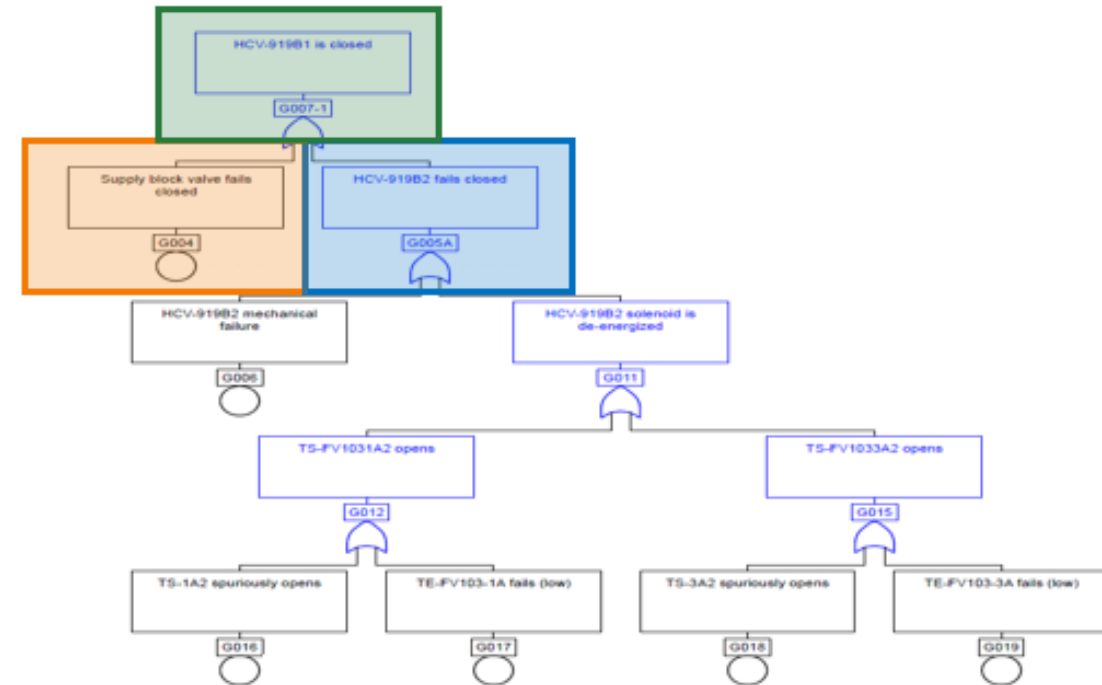 HCV-919B1 is closed
G007-1
Supply block valve fails
closed
HCV-919B2 fails closed
G004
G005A
HCV-919B2 mechanical
failure
HCV-919B2 solenoid is
de-energized
G006
G011
TS-FV1031A2 opens
TS-FV1033A2 opens
G012
G015
TS-1A2 spuriously opens
TE-FV103-1A fails (low)
TS-3A2 spuriously opens
TE-FV103-3A fails (low)
G016
G017
G018
G019